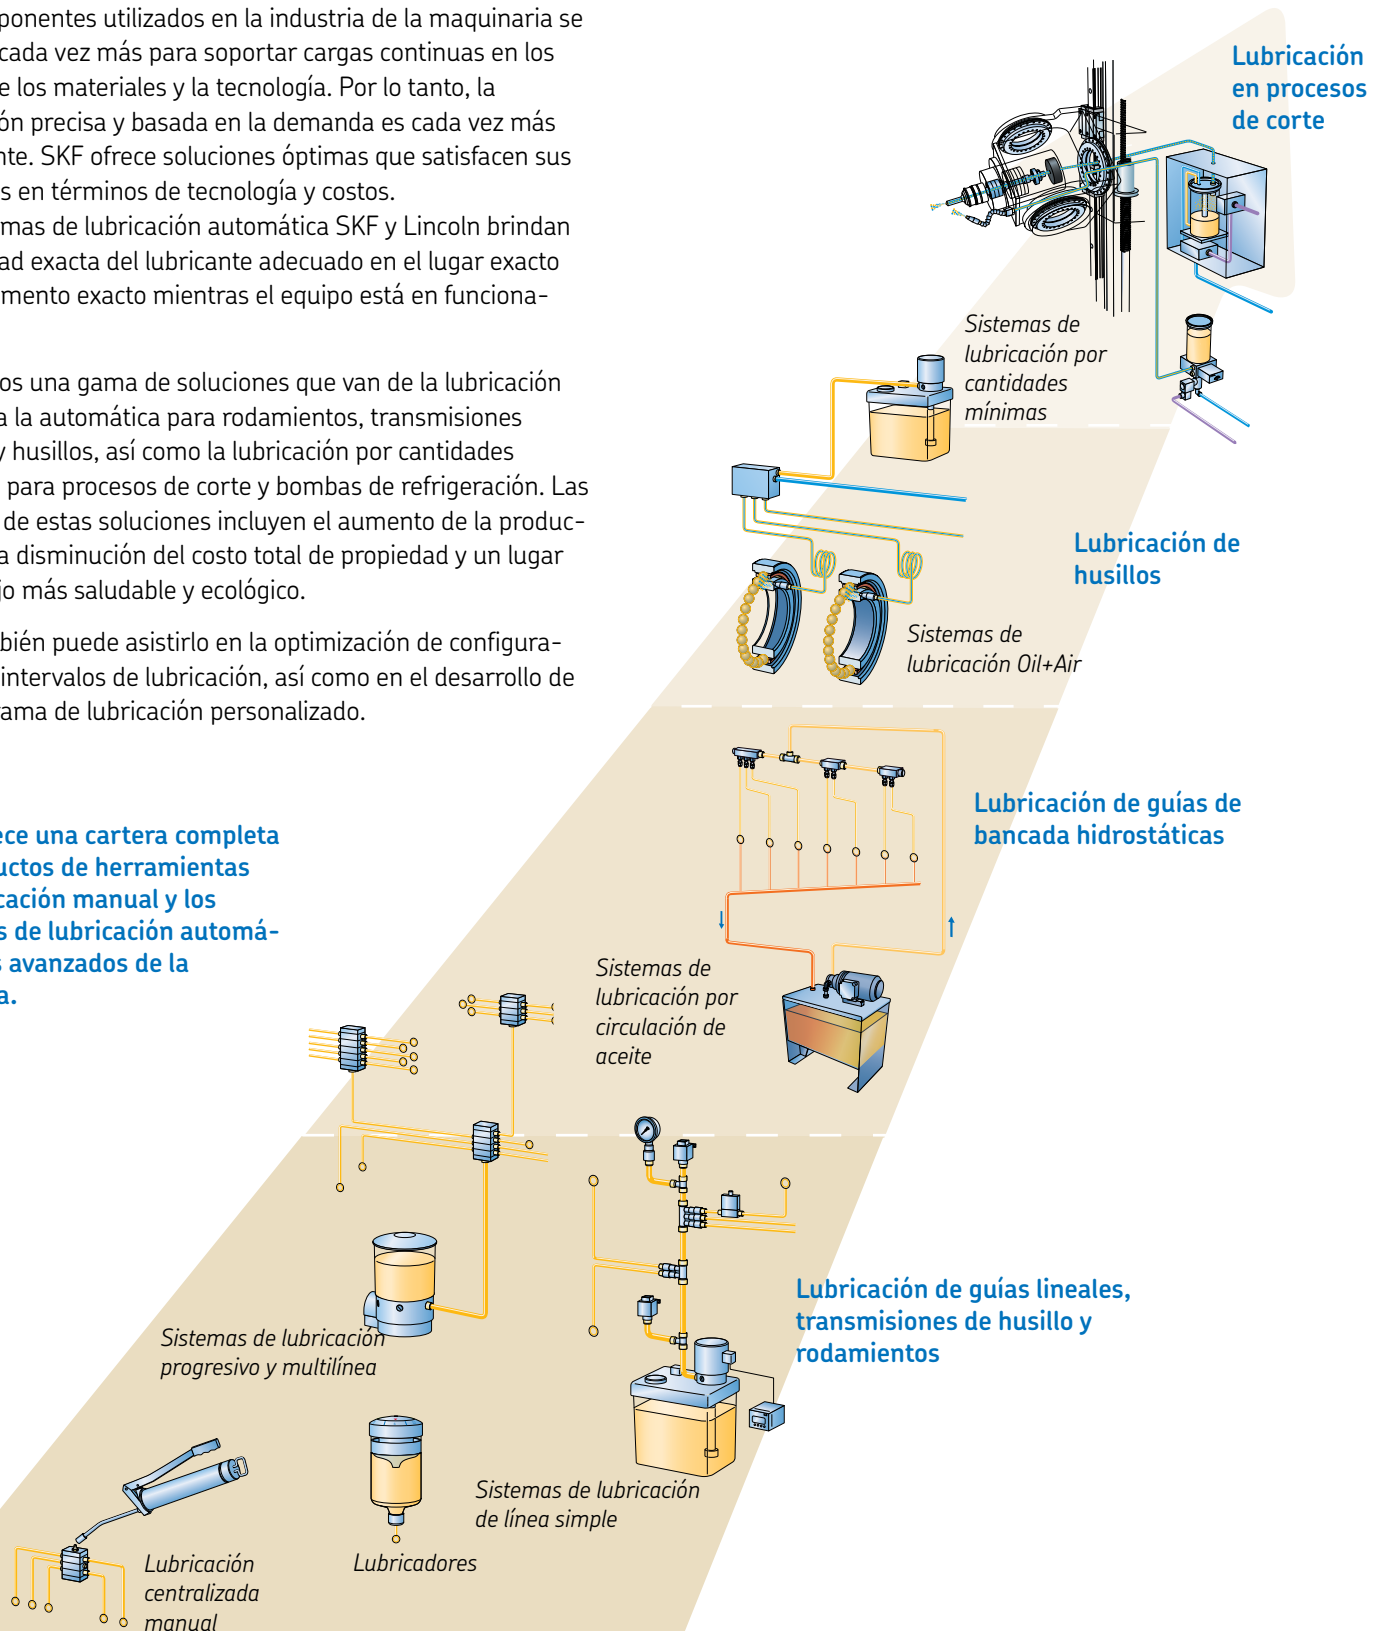 ponentes utilizados en la industria de la maquinaria se
cada vez más para soportar cargas continuas en los
e los materiales y la tecnología. Por lo tanto, la
ón precisa y basada en la demanda es cada vez más
nte. SKF ofrece soluciones óptimas que satisfacen sus
s en términos de tecnología y costos.
mas de lubricación automática SKF y Lincoln brindan
ad exacta del lubricante adecuado en el lugar exacto
mento exacto mientras el equipo está en funciona-
os una gama de soluciones que van de la lubricación
a la automática para rodamientos, transmisiones
y husillos, así como la lubricación por cantidades
para procesos de corte y bombas de refrigeración. Las
de estas soluciones incluyen el aumento de la produc-
a disminución del costo total de propiedad y un lugar
jo más saludable y ecológico.
bién puede asistirlo en la optimización de configura-
intervalos de lubricación, así como en el desarrollo de
rama de lubricación personalizado.
ece una cartera completa
uctos de herramientas
cación manual y los
s de lubricación automá-
s avanzados de la
a.
Lubricación
en procesos
de corte
Sistemas de
lubricación por
cantidades
mínimas
Lubricación de
husillos
Sistemas de
lubricación Oil+Air
Lubricación de guías de
bancada hidrostáticas
Sistemas de
lubricación por
circulación de
aceite
Lubricación de guías lineales,
transmisiones de husillo y
rodamientos
Sistemas de lubricación
progresivo y multilínea
Sistemas de lubricación
de línea simple
Lubricadores
Lubricación
centralizada
manual